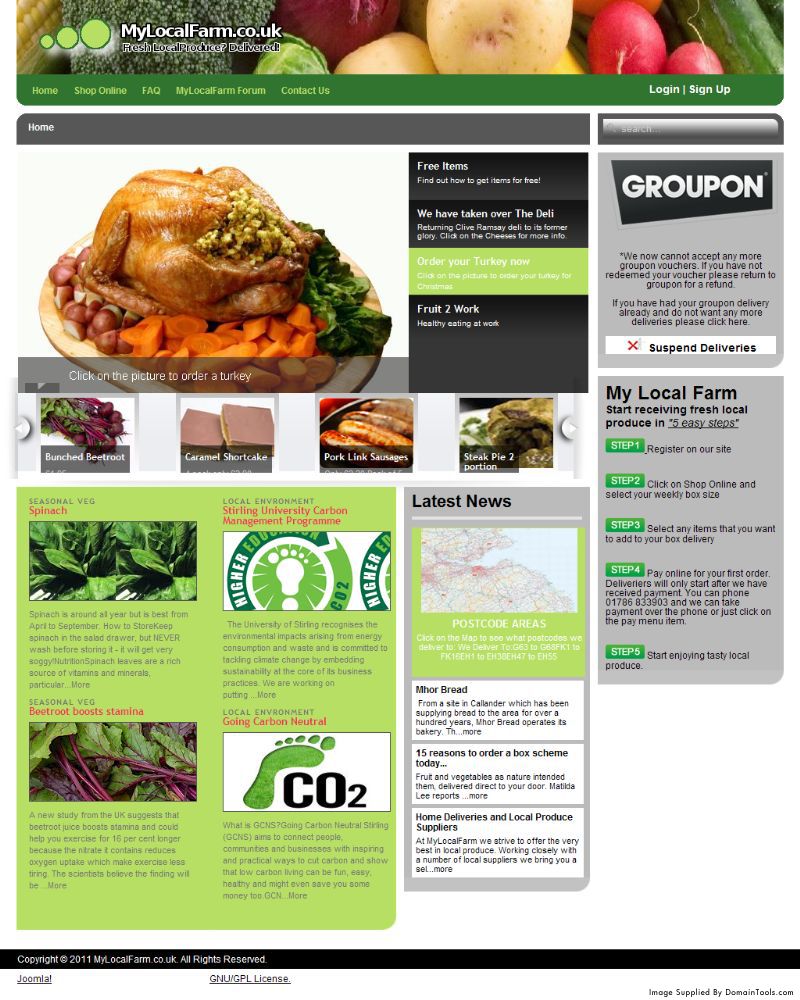 MyLocalFarm.co.uk
Fresh LocalProduce? Delivered!
Home Shop Online FAQ MyLocalFarm Forum Contact Us
Login | Sign Up
Home
search...
Free Items
Find out how to get items for free!
We have taken over The Deli
Returning Clive Ramsay deli to its former
glory. Click on the Cheeses for more info.
Order your Turkey now
Click on the picture to order your turkey for
Christmas
Fruit 2 Work
Healthy eating at work
Click on the picture to order a turkey
Bunched Beetroot
Caramel Shortcake
Pork Link Sausages
Steak Pie 2
portion
GROUPON
*We now cannot accept any more
groupon vouchers. If you have not
redeemed your voucher please return to
groupon for a refund.
If you have had your groupon delivery
already and do not want any more
deliveries please click here.
Suspend Deliveries
My Local Farm
Start receiving fresh local
produce in "5 easy steps"
STEP1 Register on our site
STEP2 Click on Shop Online and
select your weekly box size
STEP3 Select any items that you want
to add to your box delivery
STEP4 Pay online for your first order.
Deliveriers will only start after we have
received payment. You can phone
01786 833903 and we can take
payment over the phone or just click on
the pay menu item.
STEP5 Start enjoying tasty local
produce.
SEASONAL VEG
Spinach
Spinach is around all year but is best from
April to September. How to StoreKeep
spinach in the salad drawer, but NEVER
wash before storing it - it will get very
soggy!NutritionSpinach leaves are a rich
source of vitamins and minerals,
particular...More
SEASONAL VEG
Beetroot boosts stamina
A new study from the UK suggests that
beetroot juice boosts stamina and could
help you exercise for 16 per cent longer
because the nitrate it contains reduces
oxygen uptake which make exercise less
tiring. The scientists believe the finding will
be ...More
LOCAL ENVRONMENT
Stirling University Carbon
Management Programme
HIGHER EDUCATION
CO2
HIGHER
The University of Stirling recognises the
environmental impacts arising from energy
consumption and waste and is committed to
tackling climate change by embedding
sustainability at the core of its business
practices. We are working on
putting ...More
LOCAL ENVRONMENT
Going Carbon Neutral
CO2
What is GCNS?Going Carbon Neutral Stirling
(GCNS) aims to connect people,
communities and businesses with inspiring
and practical ways to cut carbon and show
that low carbon living can be fun, easy,
healthy and might even save you some
money too.GCN...More
Latest News
POSTCODE AREAS
Click on the Map to see what postcodes we
deliver to: We Deliver To:G63 to G68FK1 to
FK16EH1 to EH30EH47 to EH55
Mhor Bread
From a site in Callander which has been
supplying bread to the area for over a
hundred years, Mhor Bread operates its
bakery. Th...more
15 reasons to order a box scheme
today...
Fruit and vegetables as nature intended
them, delivered direct to your door. Matilda
Lee reports ...more
Home Deliveries and Local Produce
Suppliers
At MyLocalFarm we strive to offer the very
best in local produce. Working closely with
a number of local suppliers we bring you a
sel...more
Copyright © 2011 MyLocalFarm.co.uk. All Rights Reserved.
Joomla! GNU/GPL License.
Image Supplied By DomainTools.com